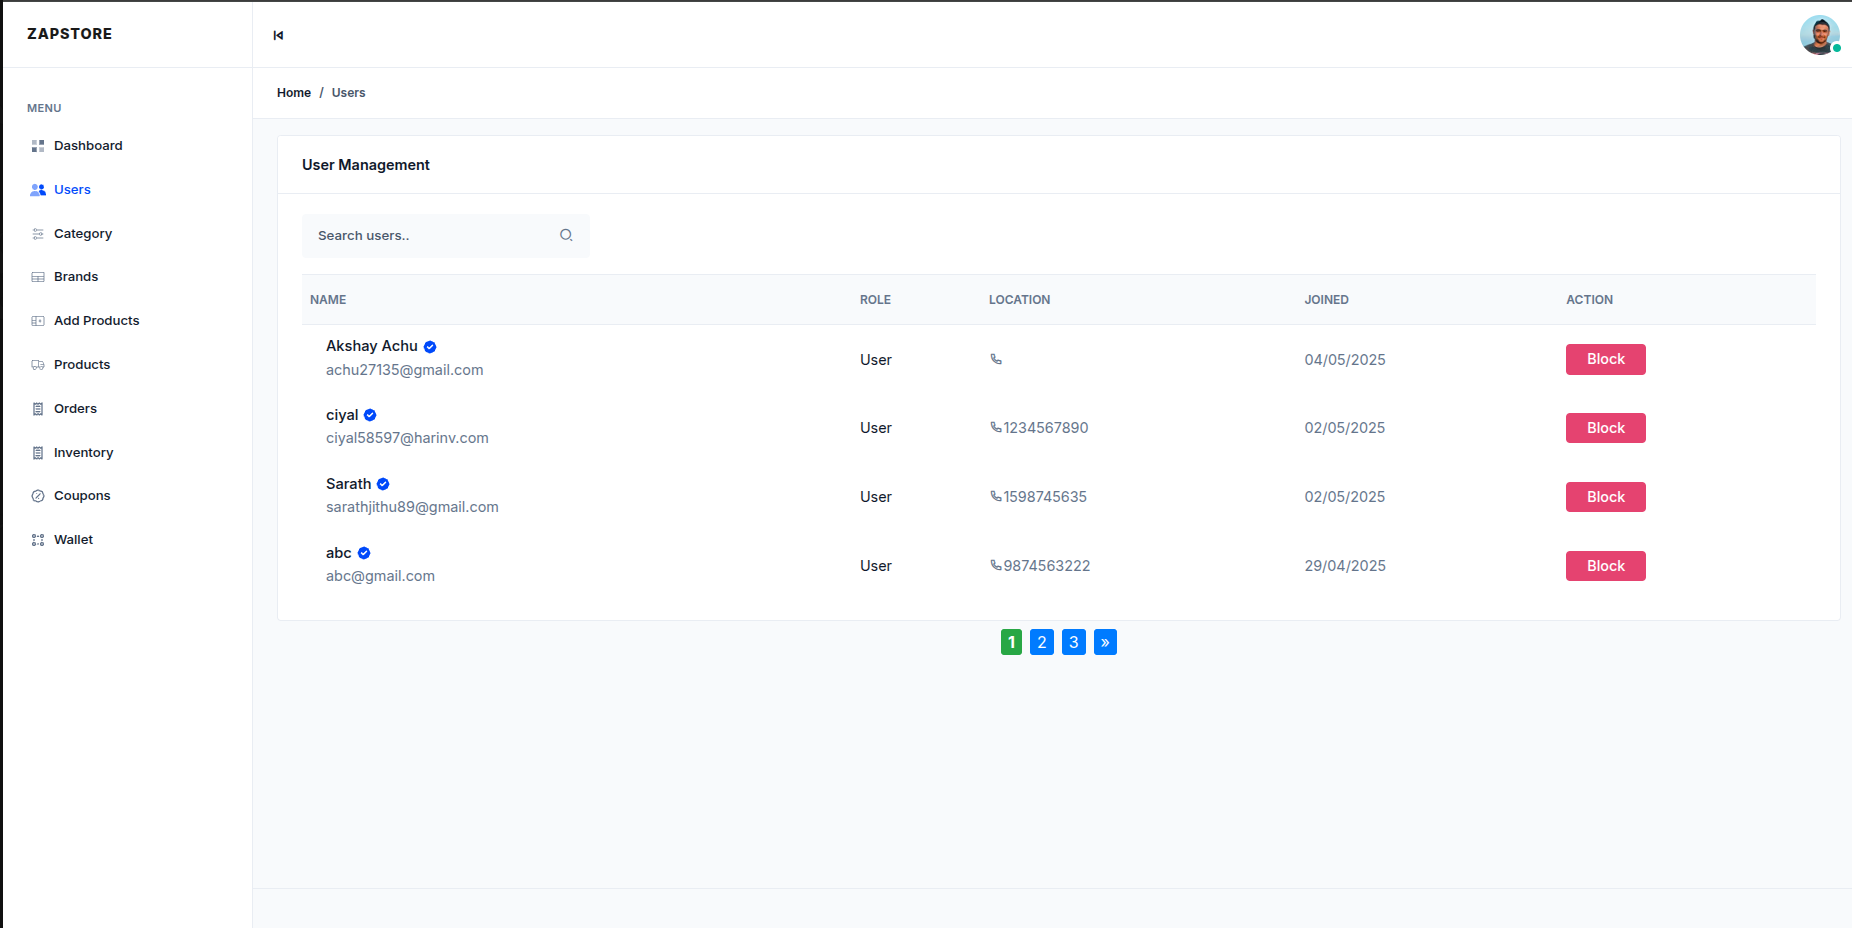 ZAPSTORE
MENU
Dashboard
Users
Category
Brands
Add Products
Products
Orders
Inventory
Coupons
Wallet
Home / Users
User Management
Search users..
NAME ROLE LOCATION JOINED ACTION
Akshay Achu
achu27135@gmail.com
User 04/05/2025 Block
ciyal
ciyal58597@harinv.com
User 1234567890 02/05/2025 Block
Sarath
sarathjithu89@gmail.com
User 1598745635 02/05/2025 Block
abc
abc@gmail.com
User 9874563222 29/04/2025 Block
1 2 3 »